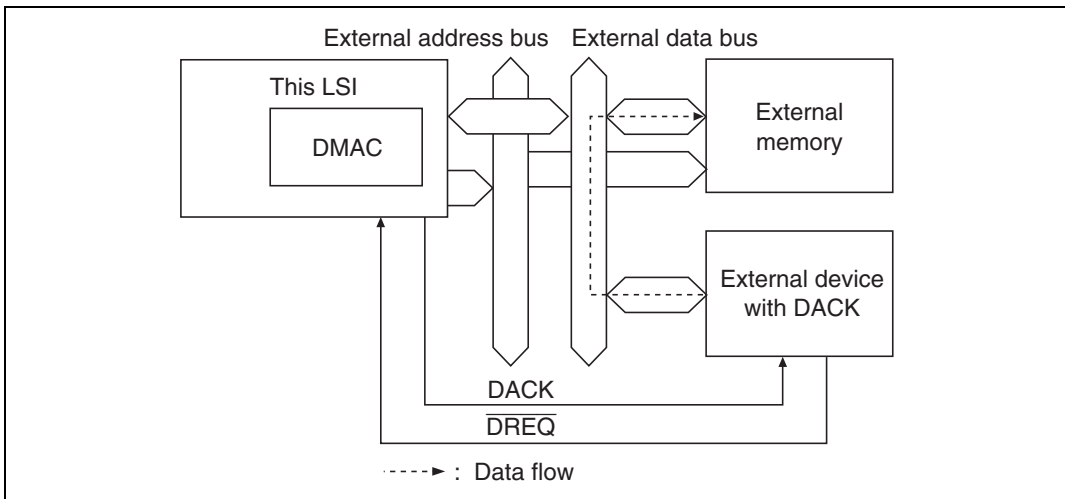 External address bus
External data bus
This LSI
DMAC
External
memory
External device
with DACK
DACK
DREQ
: Data flow